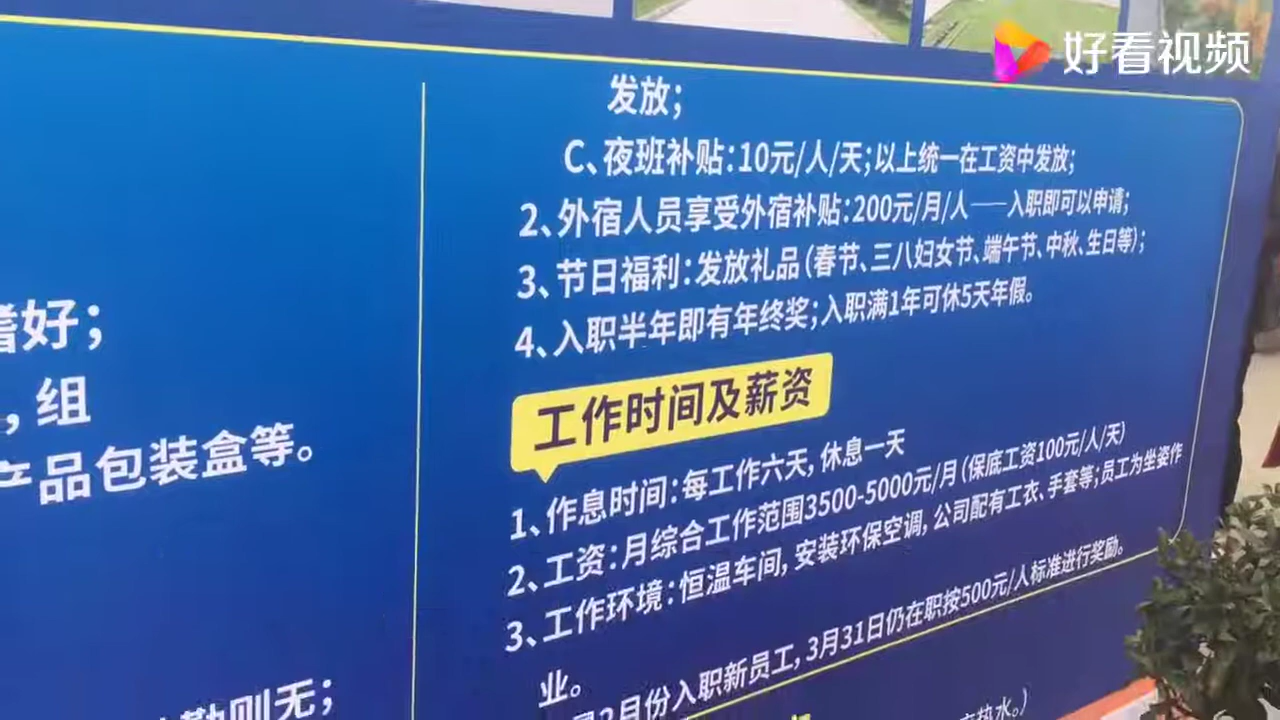 好看视频
嗜好；
，组
产品包装盒等。
勤则无；
发放；
C、夜班补贴：10元/人/天；以上统一在工资中发放；
2、外宿人员享受外宿补贴：200元/月/人——入职即可以申请；
3、节日福利：发放礼品（春节、三八妇女节、端午节、中秋、生日等）；
4、入职半年即有年终奖；入职满1年可休5天年假。
工作时间及薪资
1、作息时间：每工作六天，休息一天
2、工资：月综合工作范围3500-5000元/月（保底工资100元/人/天）
3、工作环境：恒温车间，安装环保空调，公司配有工衣、手套等；员工为坐姿作
业。
2月份入职新员工，3月31日仍在职按500元/人标准进行奖励。
热水。）